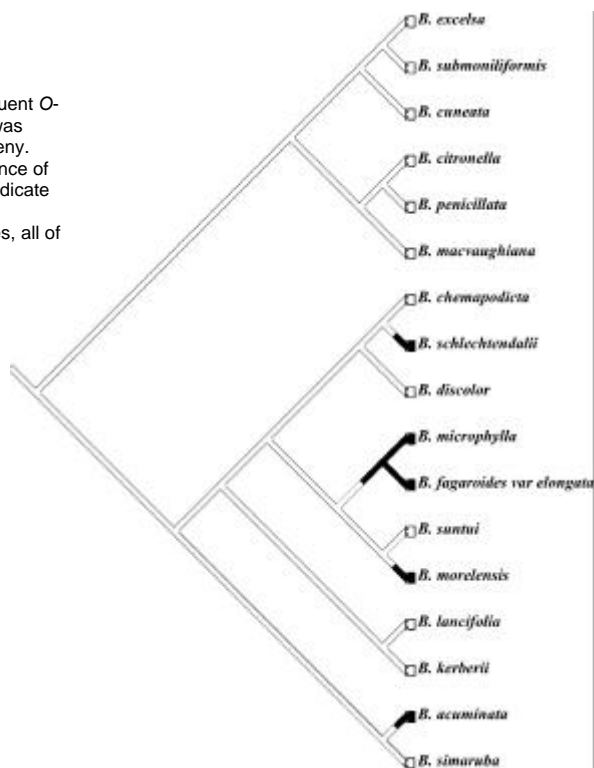 uent O-
was
eny.
nce of
dicate
s, all of
B. excelsa
B. submoniliformis
B. cuneata
B. citronella
B. penicillata
B. macvaughiana
B. chemapodicta
B. schlechtendalii
B. discolor
B. microphylla
B. fagaroides var elongata
B. suntui
B. morelensis
B. lancifolia
B. kerberii
B. acuminata
B. simaruba